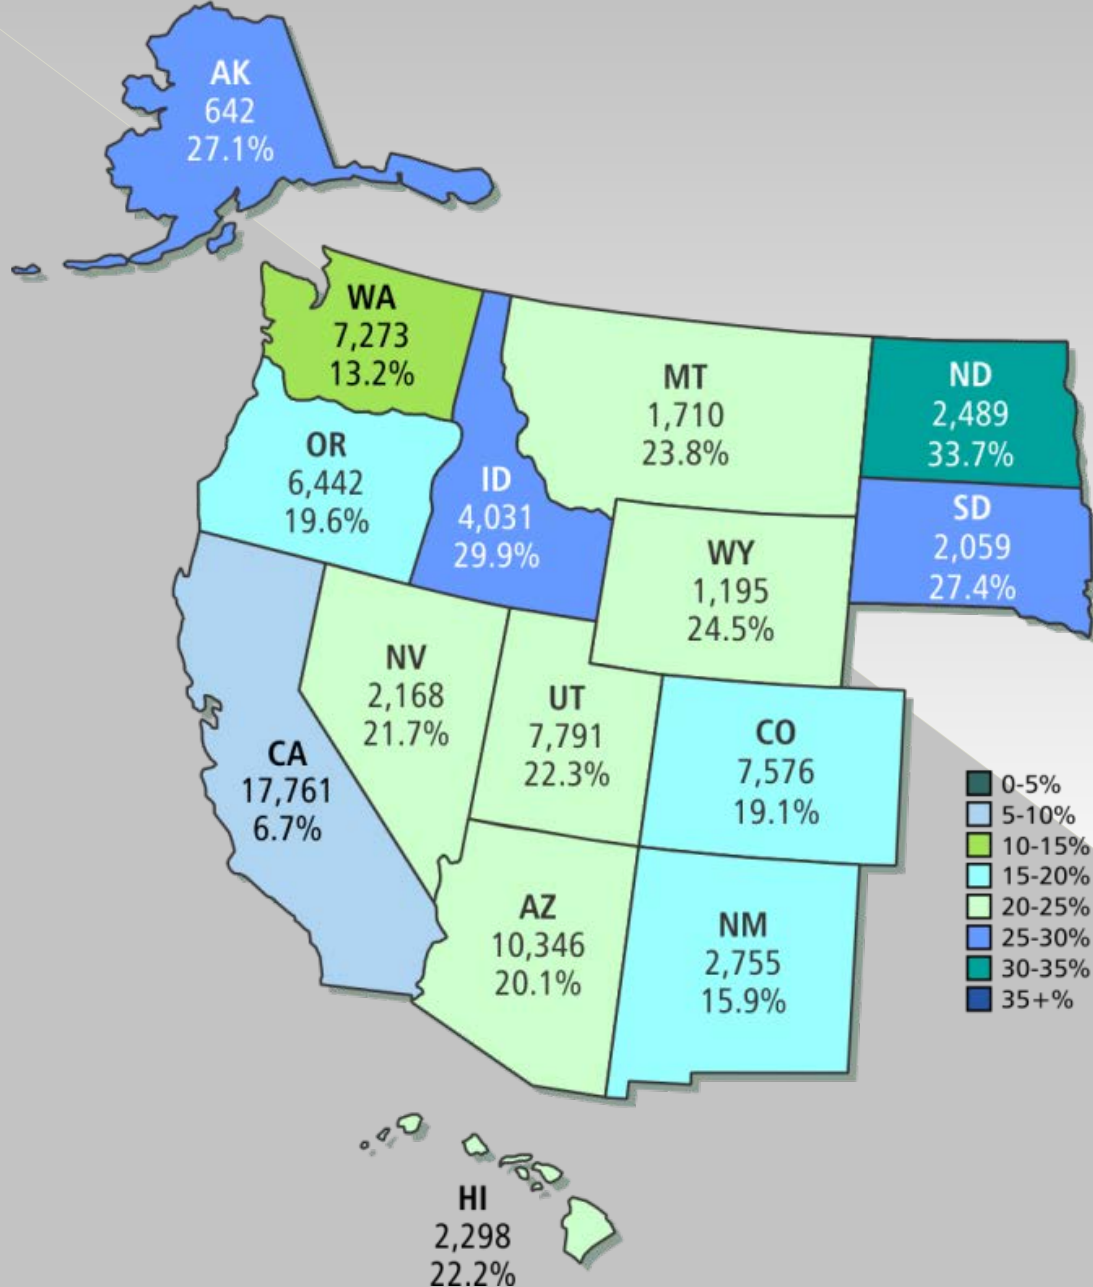 AK
642
27.1%
WA
7,273
13.2%
MT
1,710
23.8%
ND
2,489
33.7%
OR
6,442
19.6%
ID
4,031
29.9%
SD
2,059
27.4%
WY
1,195
24.5%
NV
2,168
21.7%
UT
7,791
22.3%
CO
7,576
19.1%
CA
17,761
6.7%
AZ
10,346
20.1%
NM
2,755
15.9%
HI
2,298
22.2%
0-5%
5-10%
10-15%
15-20%
20-25%
25-30%
30-35%
35+%